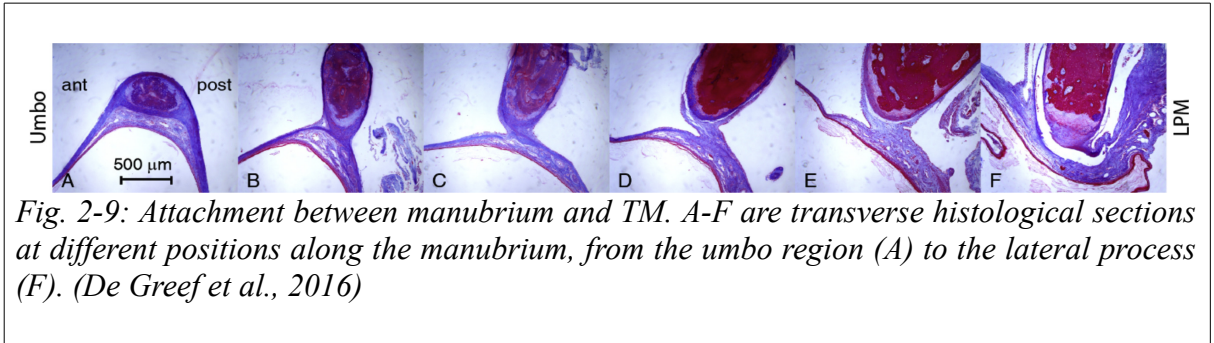 Umbo
ant
post
500 μm
A
B
C
D
E
F
LPM
Fig. 2-9: Attachment between manubrium and TM. A-F are transverse histological sections
at different positions along the manubrium, from the umbo region (A) to the lateral process
(F). (De Greef et al., 2016)